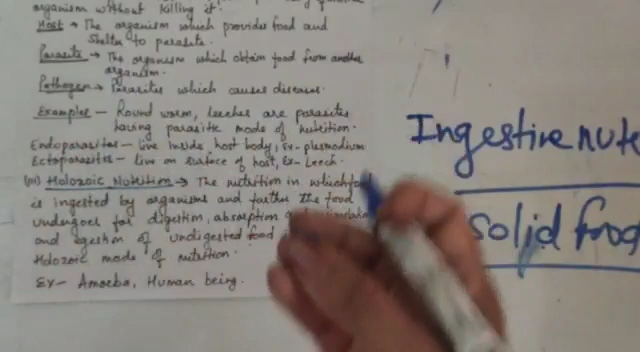 organism without killing it.
Host → The organism which provides food and
Shelter to parasite.
Parasite → The organism which obtain food from another
organism.
Pathogen → Parasites which causes diseases.
Examples – Round worm, leeches are parasites
having parasitic mode of nutrition.
Endoparasites – live inside host body, Ex- plasmodium
Ectoparasites – live on surface of host, Ex- Leech.
(iii) Holozoic Nutrition → The nutrition in which food
is ingested by organisms and further the food
undergoes for digestion, absorption
and egestion of undigested food
Holozoic mode of nutrition.
Ex- Amoeba, Human being.
Ingestive nut
Solid food